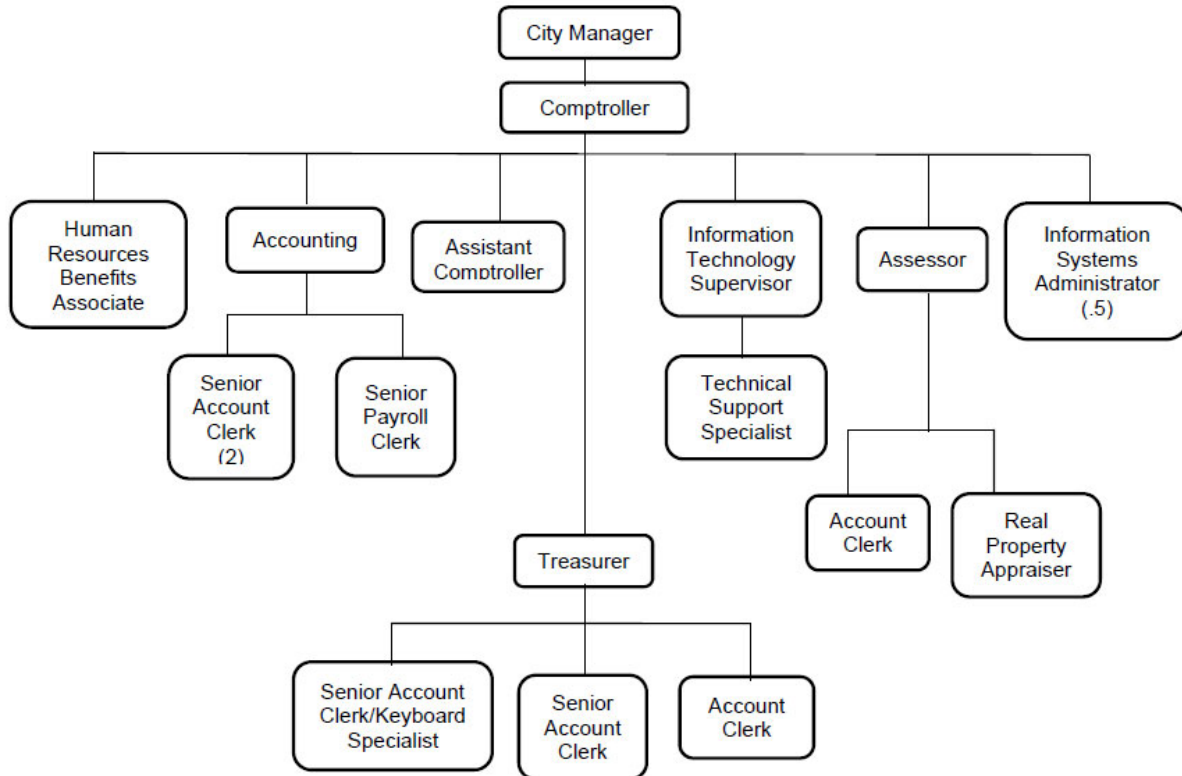 City Manager
Comptroller
Human
Resources
Benefits
Associate
Accounting
Assistant
Comptroller
Information
Technology
Supervisor
Assessor
Information
Systems
Administrator
(.5)
Senior
Account
Clerk
(2)
Senior
Payroll
Clerk
Technical
Support
Specialist
Account
Clerk
Real
Property
Appraiser
Treasurer
Senior Account
Clerk/Keyboard
Specialist
Senior
Account
Clerk
Account
Clerk